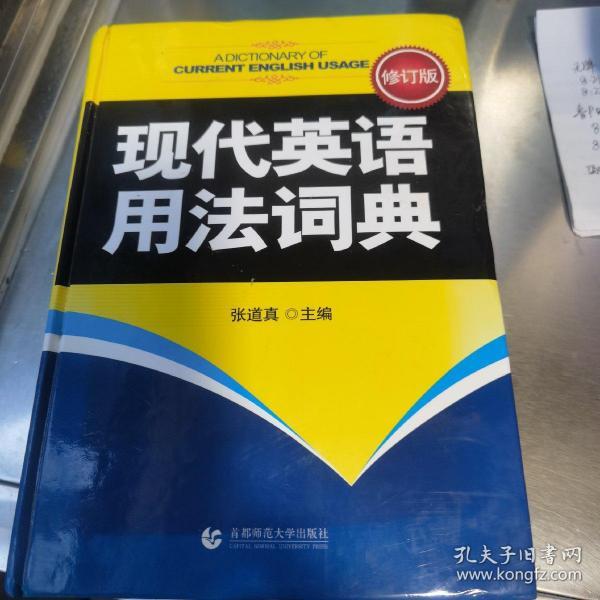 A DICTIONARY OF
CURRENT ENGLISH USAGE
修订版
现代英语
用法词典
张道真 ◎ 主编
首都师范大学出版社
CAPITAL NORMAL UNIVERSITY PRESS
孔夫子旧书网
www.kongfz.com